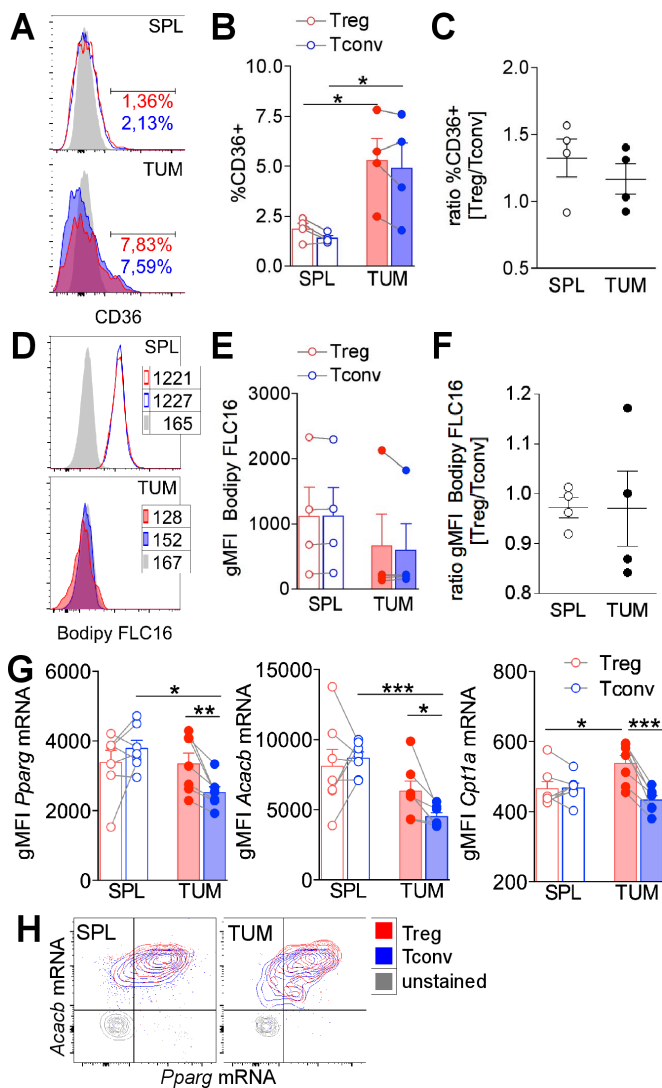 A
SPL
1,36%
2,13%
TUM
7,83%
7,59%
CD36
B
Treg
Tconv
%CD36+
10.0
7.5
5.0
2.5
0.0
*
*
SPL TUM
C
ratio %CD36+
[Treg/Tconv]
2.0
1.5
1.0
0.5
SPL TUM
D
SPL
1221
1227
165
TUM
128
152
167
Bodipy FLC16
E
Treg
Tconv
gMFI Bodipy FLC16
3000
2000
1000
0
SPL TUM
F
ratio gMFI Bodipy FLC16
[Treg/Tconv]
1.2
1.1
1.0
0.9
0.8
SPL TUM
G
gMFI Pparg mRNA
6000
4000
2000
0
*
**
SPL TUM
gMFI Acacb mRNA
15000
10000
5000
0
***
*
SPL TUM
Treg
Tconv
gMFI Cpt1a mRNA
800
600
400
200
*
***
SPL TUM
H
SPL
TUM
Treg
Tconv
unstained
Acacb mRNA
Pparg mRNA